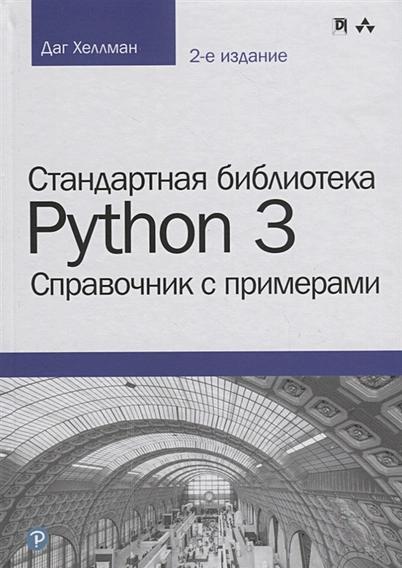 Даг Хеллман
2-е издание
Стандартная библиотека
Python 3
Справочник с примерами